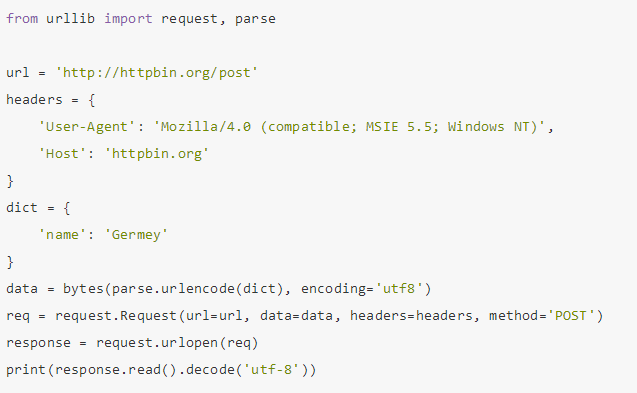 from urllib import request, parse
url = 'http://httpbin.org/post'
headers = {
    'User-Agent': 'Mozilla/4.0 (compatible; MSIE 5.5; Windows NT)',
    'Host': 'httpbin.org'
}
dict = {
    'name': 'Germey'
}
data = bytes(parse.urlencode(dict), encoding='utf8')
req = request.Request(url=url, data=data, headers=headers, method='POST')
response = request.urlopen(req)
print(response.read().decode('utf-8'))